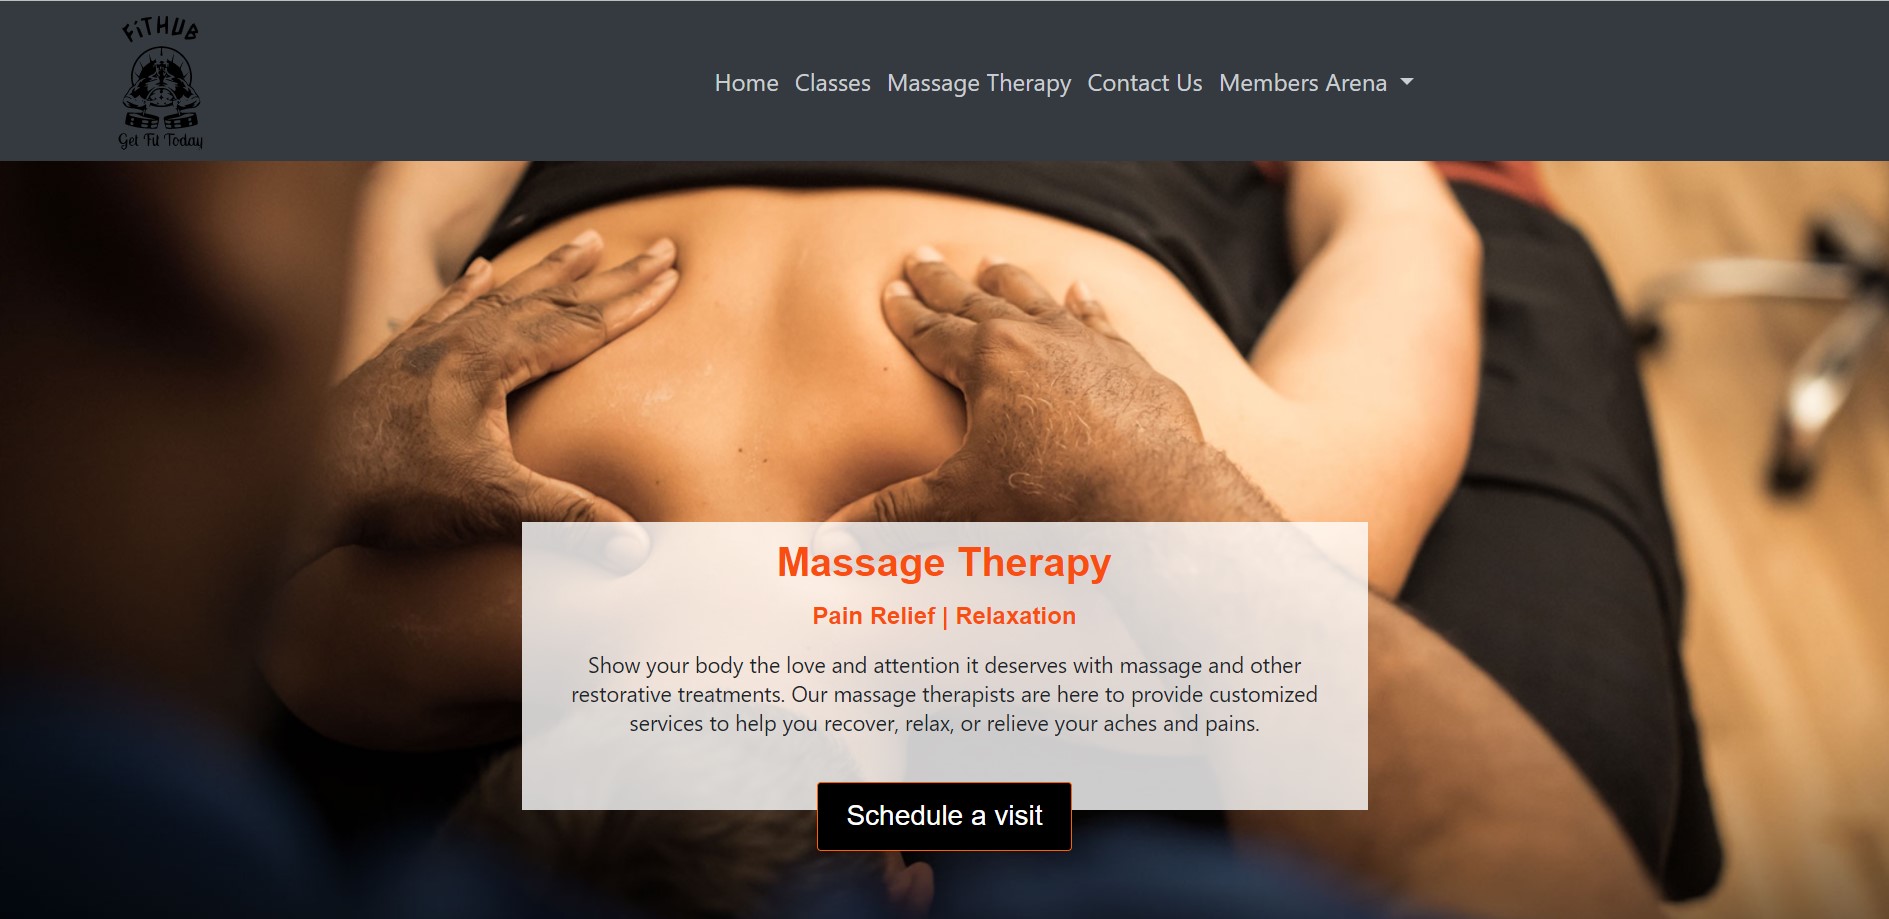 FiTHUB
Get Fit Today
Home Classes Massage Therapy Contact Us Members Arena
Massage Therapy
Pain Relief | Relaxation
Show your body the love and attention it deserves with massage and other
restorative treatments. Our massage therapists are here to provide customized
services to help you recover, relax, or relieve your aches and pains.
Schedule a visit